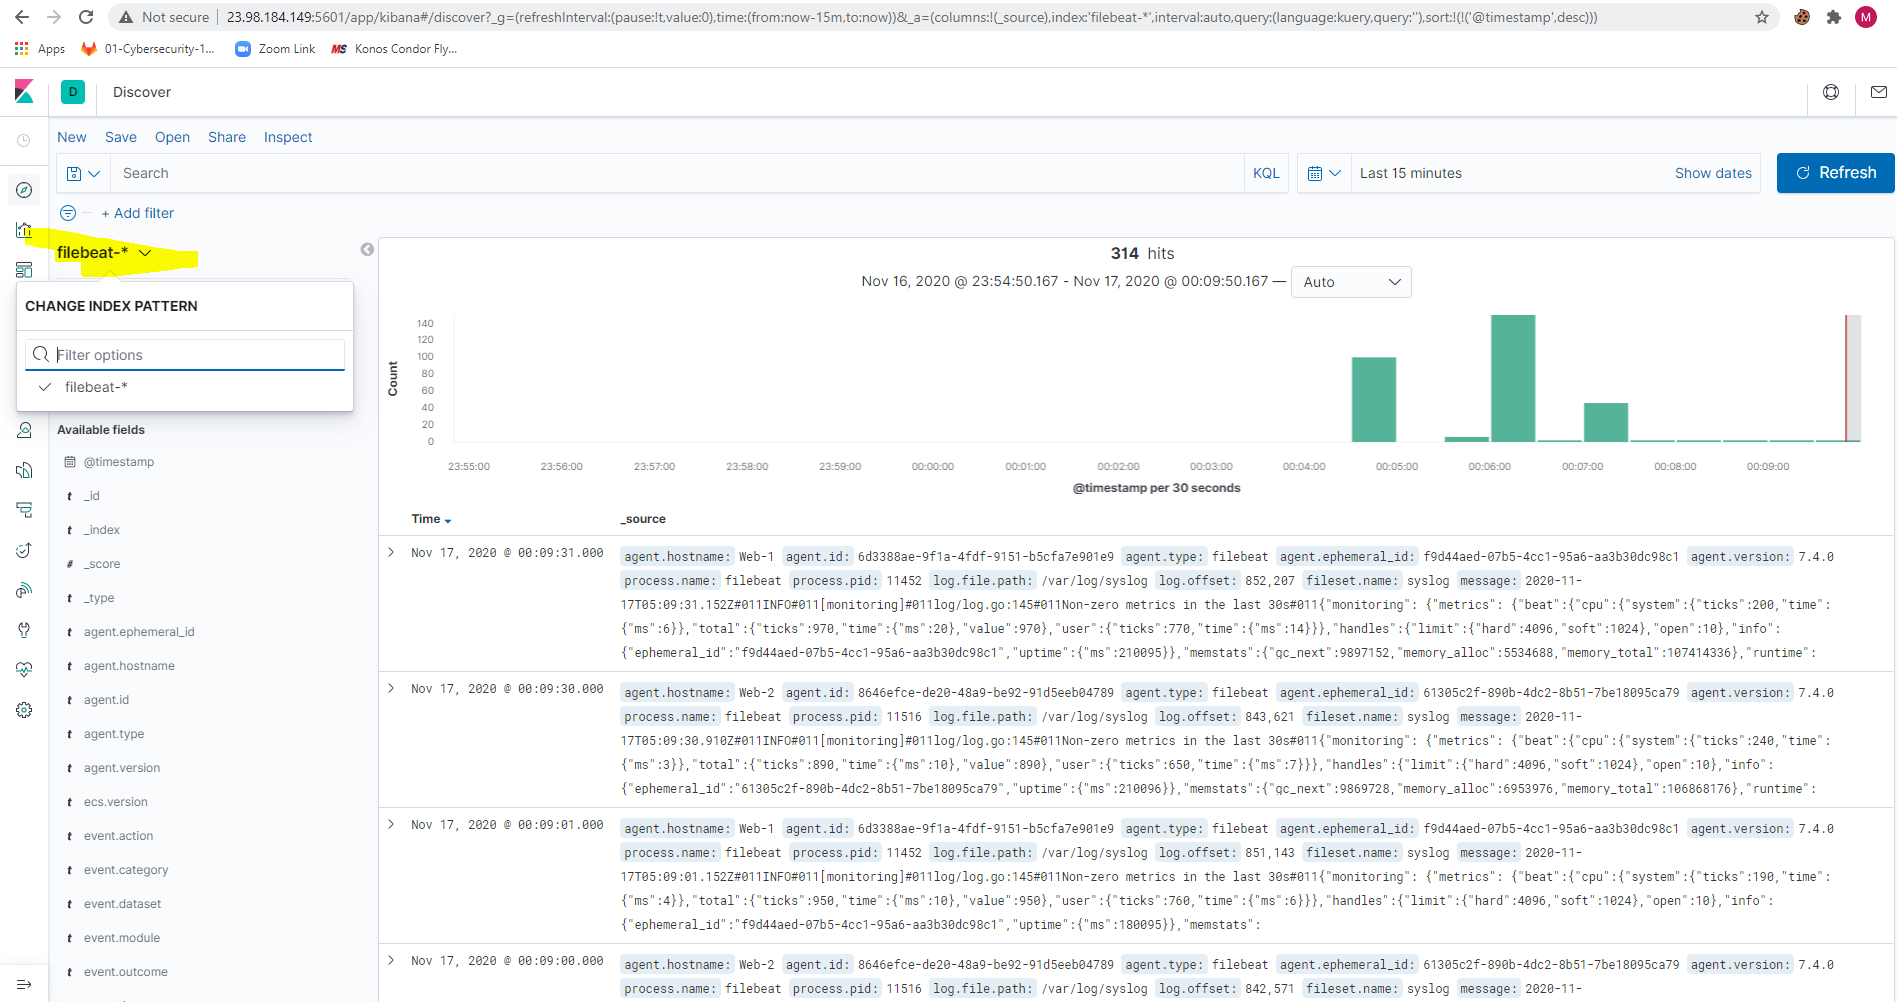 Not secure
23.98.184.149:5601/app/kibana#/discover?_g=(refreshInterval:(pause:!t,value:0),time:(from:now-15m,to:now))&_a=(columns:!(_source),index:'filebeat-*',interval:auto,query:(language:kuery,query:''),sort:!(!('@timestamp',desc)))
M
Apps
01-Cybersecurity-1...
Zoom Link
MS Konos Condor Fly...
D
Discover
New Save Open Share Inspect
Search
KQL
Last 15 minutes
Show dates
Refresh
+ Add filter
filebeat-*
CHANGE INDEX PATTERN
Filter options
filebeat-*
Available fields
@timestamp
t _id
t _index
# _score
t _type
t agent.ephemeral_id
t agent.hostname
t agent.id
t agent.type
t agent.version
t ecs.version
t event.action
t event.category
t event.dataset
t event.module
t event.outcome
314 hits
Nov 16, 2020 @ 23:54:50.167 - Nov 17, 2020 @ 00:09:50.167 —
Auto
Count
140
120
100
80
60
40
20
0
23:55:00 23:56:00 23:57:00 23:58:00 23:59:00 00:00:00 00:01:00 00:02:00 00:03:00 00:04:00 00:05:00 00:06:00 00:07:00 00:08:00 00:09:00
@timestamp per 30 seconds
Time _source
Nov 17, 2020 @ 00:09:31.000
agent.hostname: Web-1 agent.id: 6d3388ae-9f1a-4fdf-9151-b5cfa7e901e9 agent.type: filebeat agent.ephemeral_id: f9d44aed-07b5-4cc1-95a6-aa3b30dc98c1 agent.version: 7.4.0
process.name: filebeat process.pid: 11452 log.file.path: /var/log/syslog log.offset: 852,207 fileset.name: syslog message: 2020-11-
17T05:09:31.152Z#011INFO#011[monitoring]#011log/log.go:145#011Non-zero metrics in the last 30s#011{"monitoring": {"metrics": {"beat":{"cpu":{"system":{"ticks":200,"time":
{"ms":6}},"total":{"ticks":970,"time":{"ms":20},"value":970},"user":{"ticks":770,"time":{"ms":14}}},"handles":{"limit":{"hard":4096,"soft":1024},"open":10},"info":
{"ephemeral_id":"f9d44aed-07b5-4cc1-95a6-aa3b30dc98c1","uptime":{"ms":210095}},"memstats":{"gc_next":9897152,"memory_alloc":5534688,"memory_total":107414336},"runtime":
Nov 17, 2020 @ 00:09:30.000
agent.hostname: Web-2 agent.id: 8646efce-de20-48a9-be92-91d5eeb04789 agent.type: filebeat agent.ephemeral_id: 61305c2f-890b-4dc2-8b51-7be18095ca79 agent.version: 7.4.0
process.name: filebeat process.pid: 11516 log.file.path: /var/log/syslog log.offset: 843,621 fileset.name: syslog message: 2020-11-
17T05:09:30.910Z#011INFO#011[monitoring]#011log/log.go:145#011Non-zero metrics in the last 30s#011{"monitoring": {"metrics": {"beat":{"cpu":{"system":{"ticks":240,"time":
{"ms":3}},"total":{"ticks":890,"time":{"ms":10},"value":890},"user":{"ticks":650,"time":{"ms":7}}},"handles":{"limit":{"hard":4096,"soft":1024},"open":10},"info":
{"ephemeral_id":"61305c2f-890b-4dc2-8b51-7be18095ca79","uptime":{"ms":210096}},"memstats":{"gc_next":9869728,"memory_alloc":6953976,"memory_total":106868176},"runtime":
Nov 17, 2020 @ 00:09:01.000
agent.hostname: Web-1 agent.id: 6d3388ae-9f1a-4fdf-9151-b5cfa7e901e9 agent.type: filebeat agent.ephemeral_id: f9d44aed-07b5-4cc1-95a6-aa3b30dc98c1 agent.version: 7.4.0
process.name: filebeat process.pid: 11452 log.file.path: /var/log/syslog log.offset: 851,143 fileset.name: syslog message: 2020-11-
17T05:09:01.152Z#011INFO#011[monitoring]#011log/log.go:145#011Non-zero metrics in the last 30s#011{"monitoring": {"metrics": {"beat":{"cpu":{"system":{"ticks":190,"time":
{"ms":4}},"total":{"ticks":950,"time":{"ms":10},"value":950},"user":{"ticks":760,"time":{"ms":6}}},"handles":{"limit":{"hard":4096,"soft":1024},"open":10},"info":
{"ephemeral_id":"f9d44aed-07b5-4cc1-95a6-aa3b30dc98c1","uptime":{"ms":180095}},"memstats":
Nov 17, 2020 @ 00:09:00.000
agent.hostname: Web-2 agent.id: 8646efce-de20-48a9-be92-91d5eeb04789 agent.type: filebeat agent.ephemeral_id: 61305c2f-890b-4dc2-8b51-7be18095ca79 agent.version: 7.4.0
process.name: filebeat process.pid: 11516 log.file.path: /var/log/syslog log.offset: 842,571 fileset.name: syslog message: 2020-11-